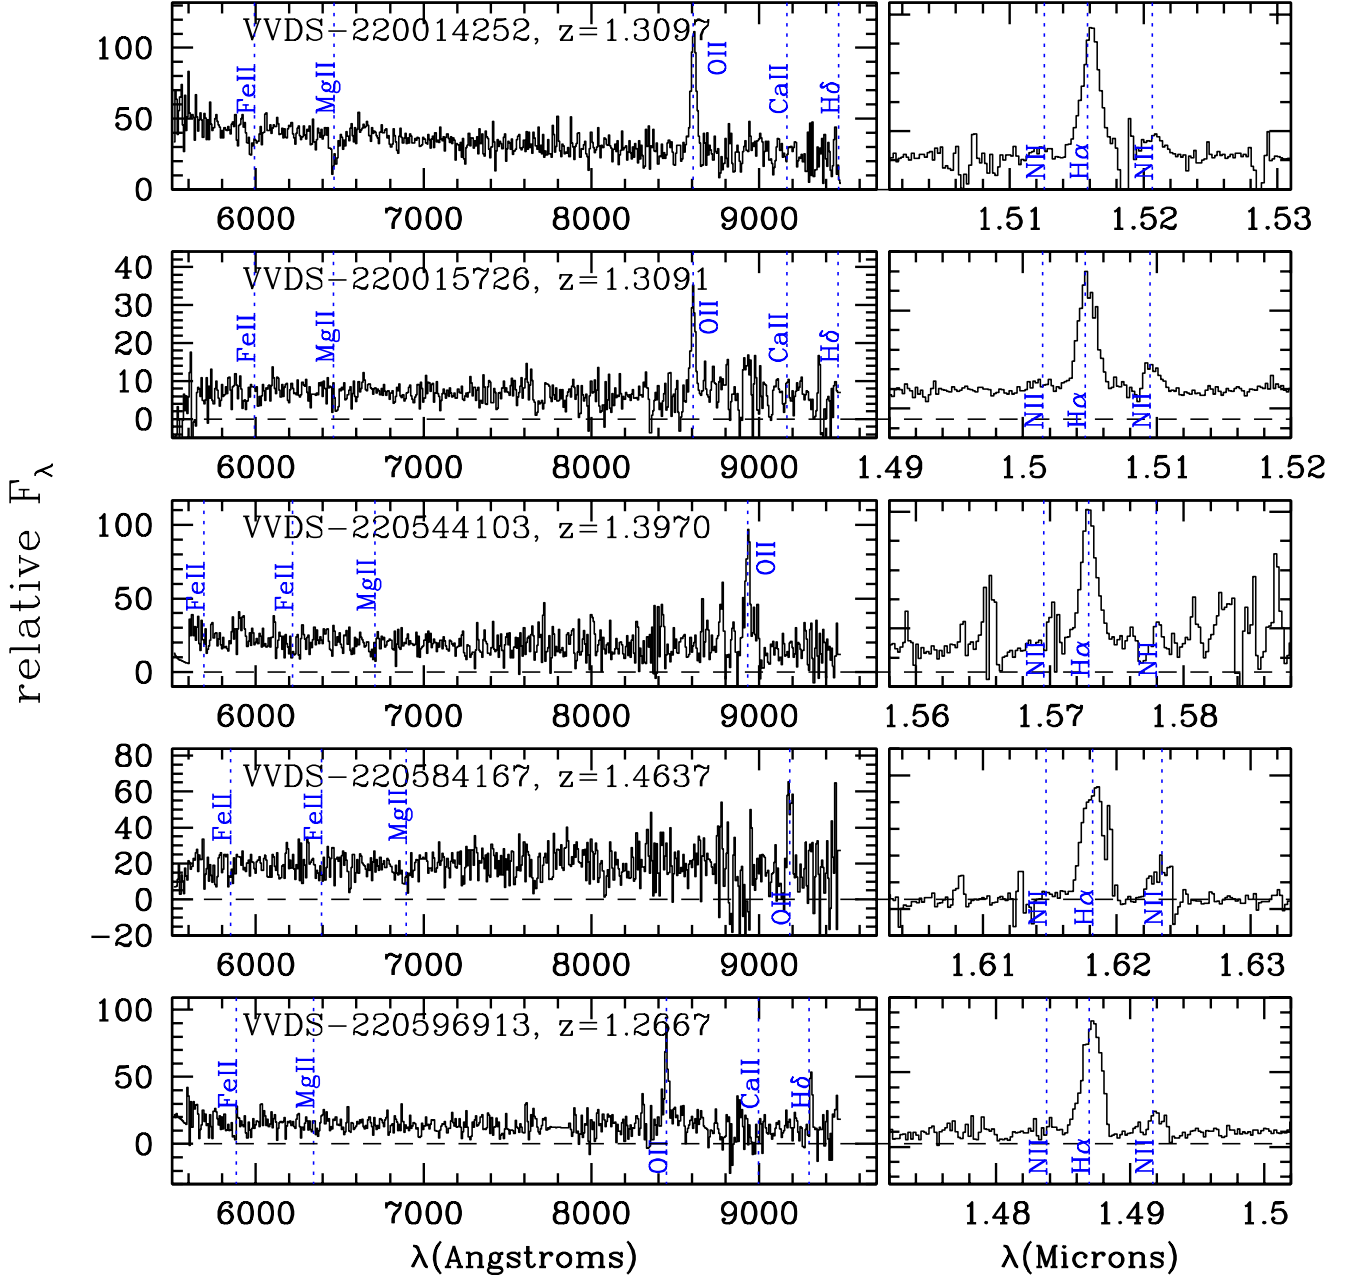 VVDS-220014252, z=1.3097
100
50
0
FeII
MgII
OII
CaII
Hδ
6000 7000 8000 9000
NII
Hα
NII
1.51 1.52 1.53
VVDS-220015726, z=1.3091
40
30
20
10
0
FeII
MgII
OII
CaII
Hδ
6000 7000 8000 9000
NII
Hα
NII
1.49 1.5 1.51 1.52
relative F_λ
VVDS-220544103, z=1.3970
100
50
0
FeII
FeII
MgII
OII
6000 7000 8000 9000
NII
Hα
NII
1.56 1.57 1.58
VVDS-220584167, z=1.4637
80
60
40
20
0
-20
FeII
FeII
MgII
OII
6000 7000 8000 9000
NII
Hα
NII
1.61 1.62 1.63
VVDS-220596913, z=1.2667
100
50
0
FeII
MgII
OII
CaII
Hδ
6000 7000 8000 9000
NII
Hα
NII
1.48 1.49 1.5
λ(Angstroms)
λ(Microns)